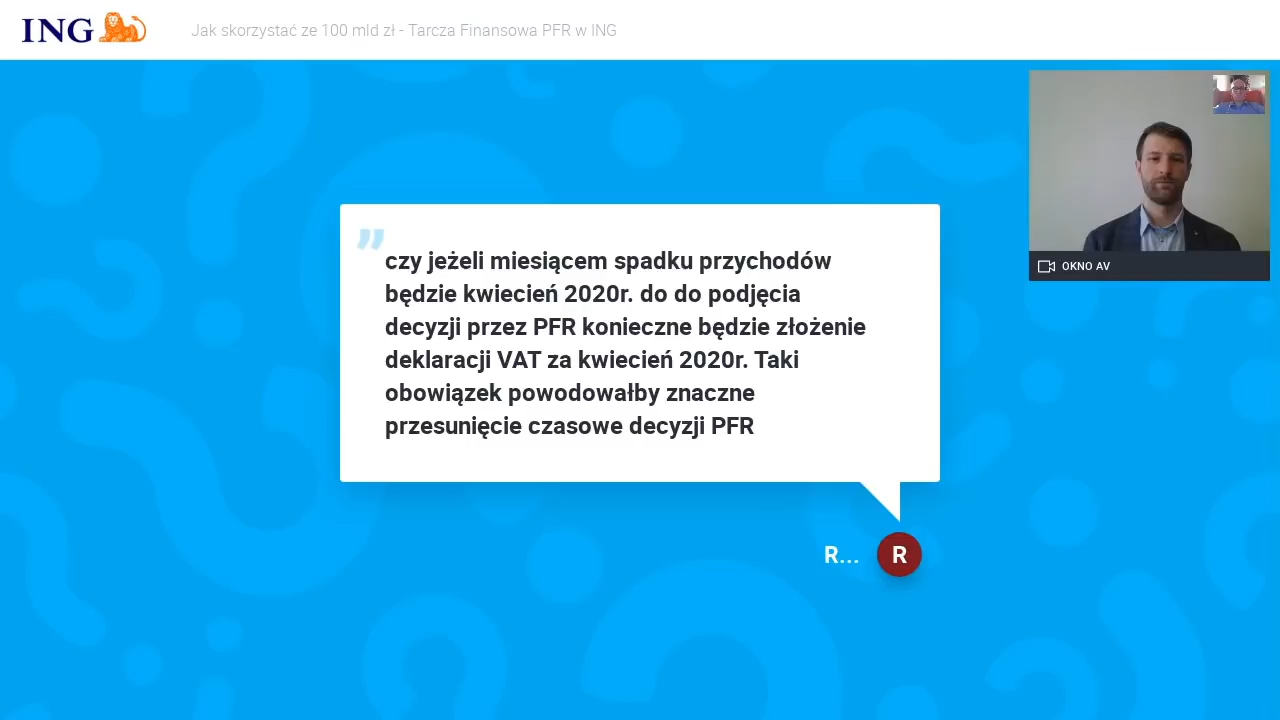 ING
Jak skorzystać ze 100 mld zł - Tarcza Finansowa PFR w ING
OKNO AV
czy jeżeli miesiącem spadku przychodów
będzie kwiecień 2020r. do do podjęcia
decyzji przez PFR konieczne będzie złożenie
deklaracji VAT za kwiecień 2020r. Taki
obowiązek powodowałby znaczne
przesunięcie czasowe decyzji PFR
R... R